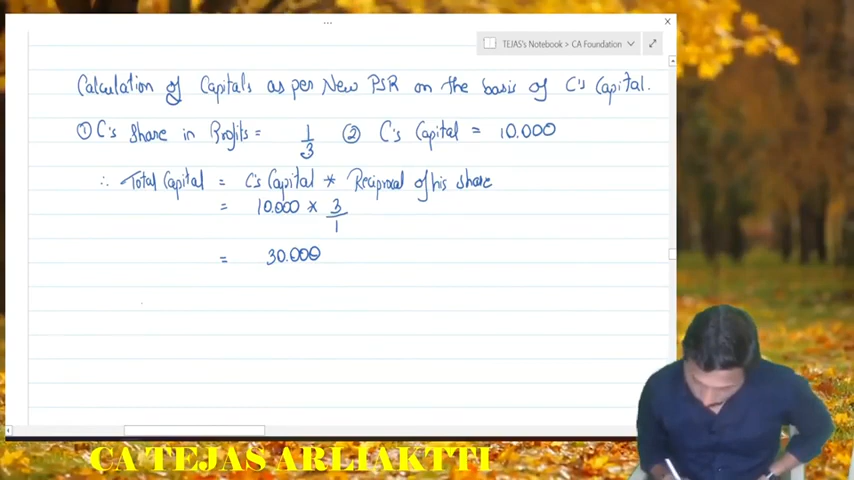 TEJAS's Notebook > CA Foundation
Calculation of Capitals as per New PSR on the basis of C's Capital.
① C's Share in Profits = 1/3 ② C's Capital = 10.000
∴ Total Capital = C's Capital * Reciprocal of his share
= 10.000 * 3/1
= 30.000
CA TEJAS ARLIAKTTI